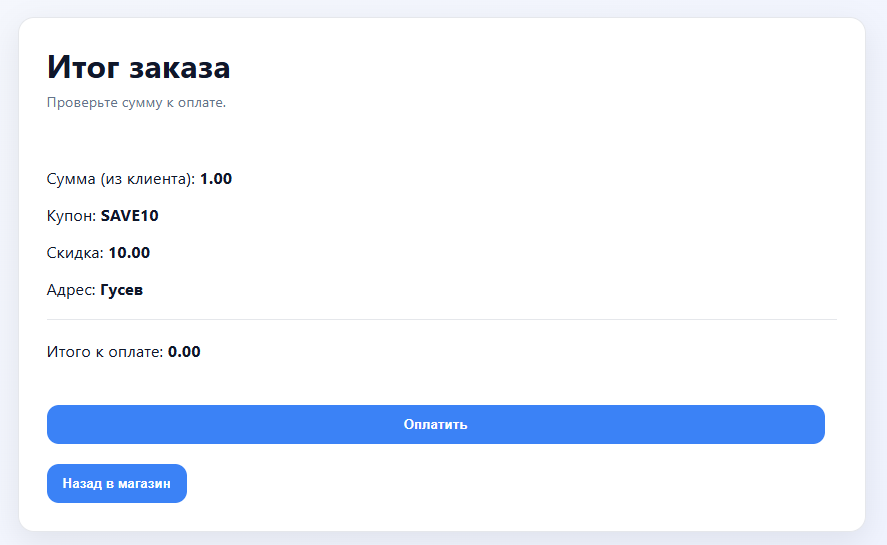 Итог заказа
Проверьте сумму к оплате.
Сумма (из клиента): 1.00
Купон: SAVE10
Скидка: 10.00
Адрес: Гусев
Итого к оплате: 0.00
Оплатить
Назад в магазин